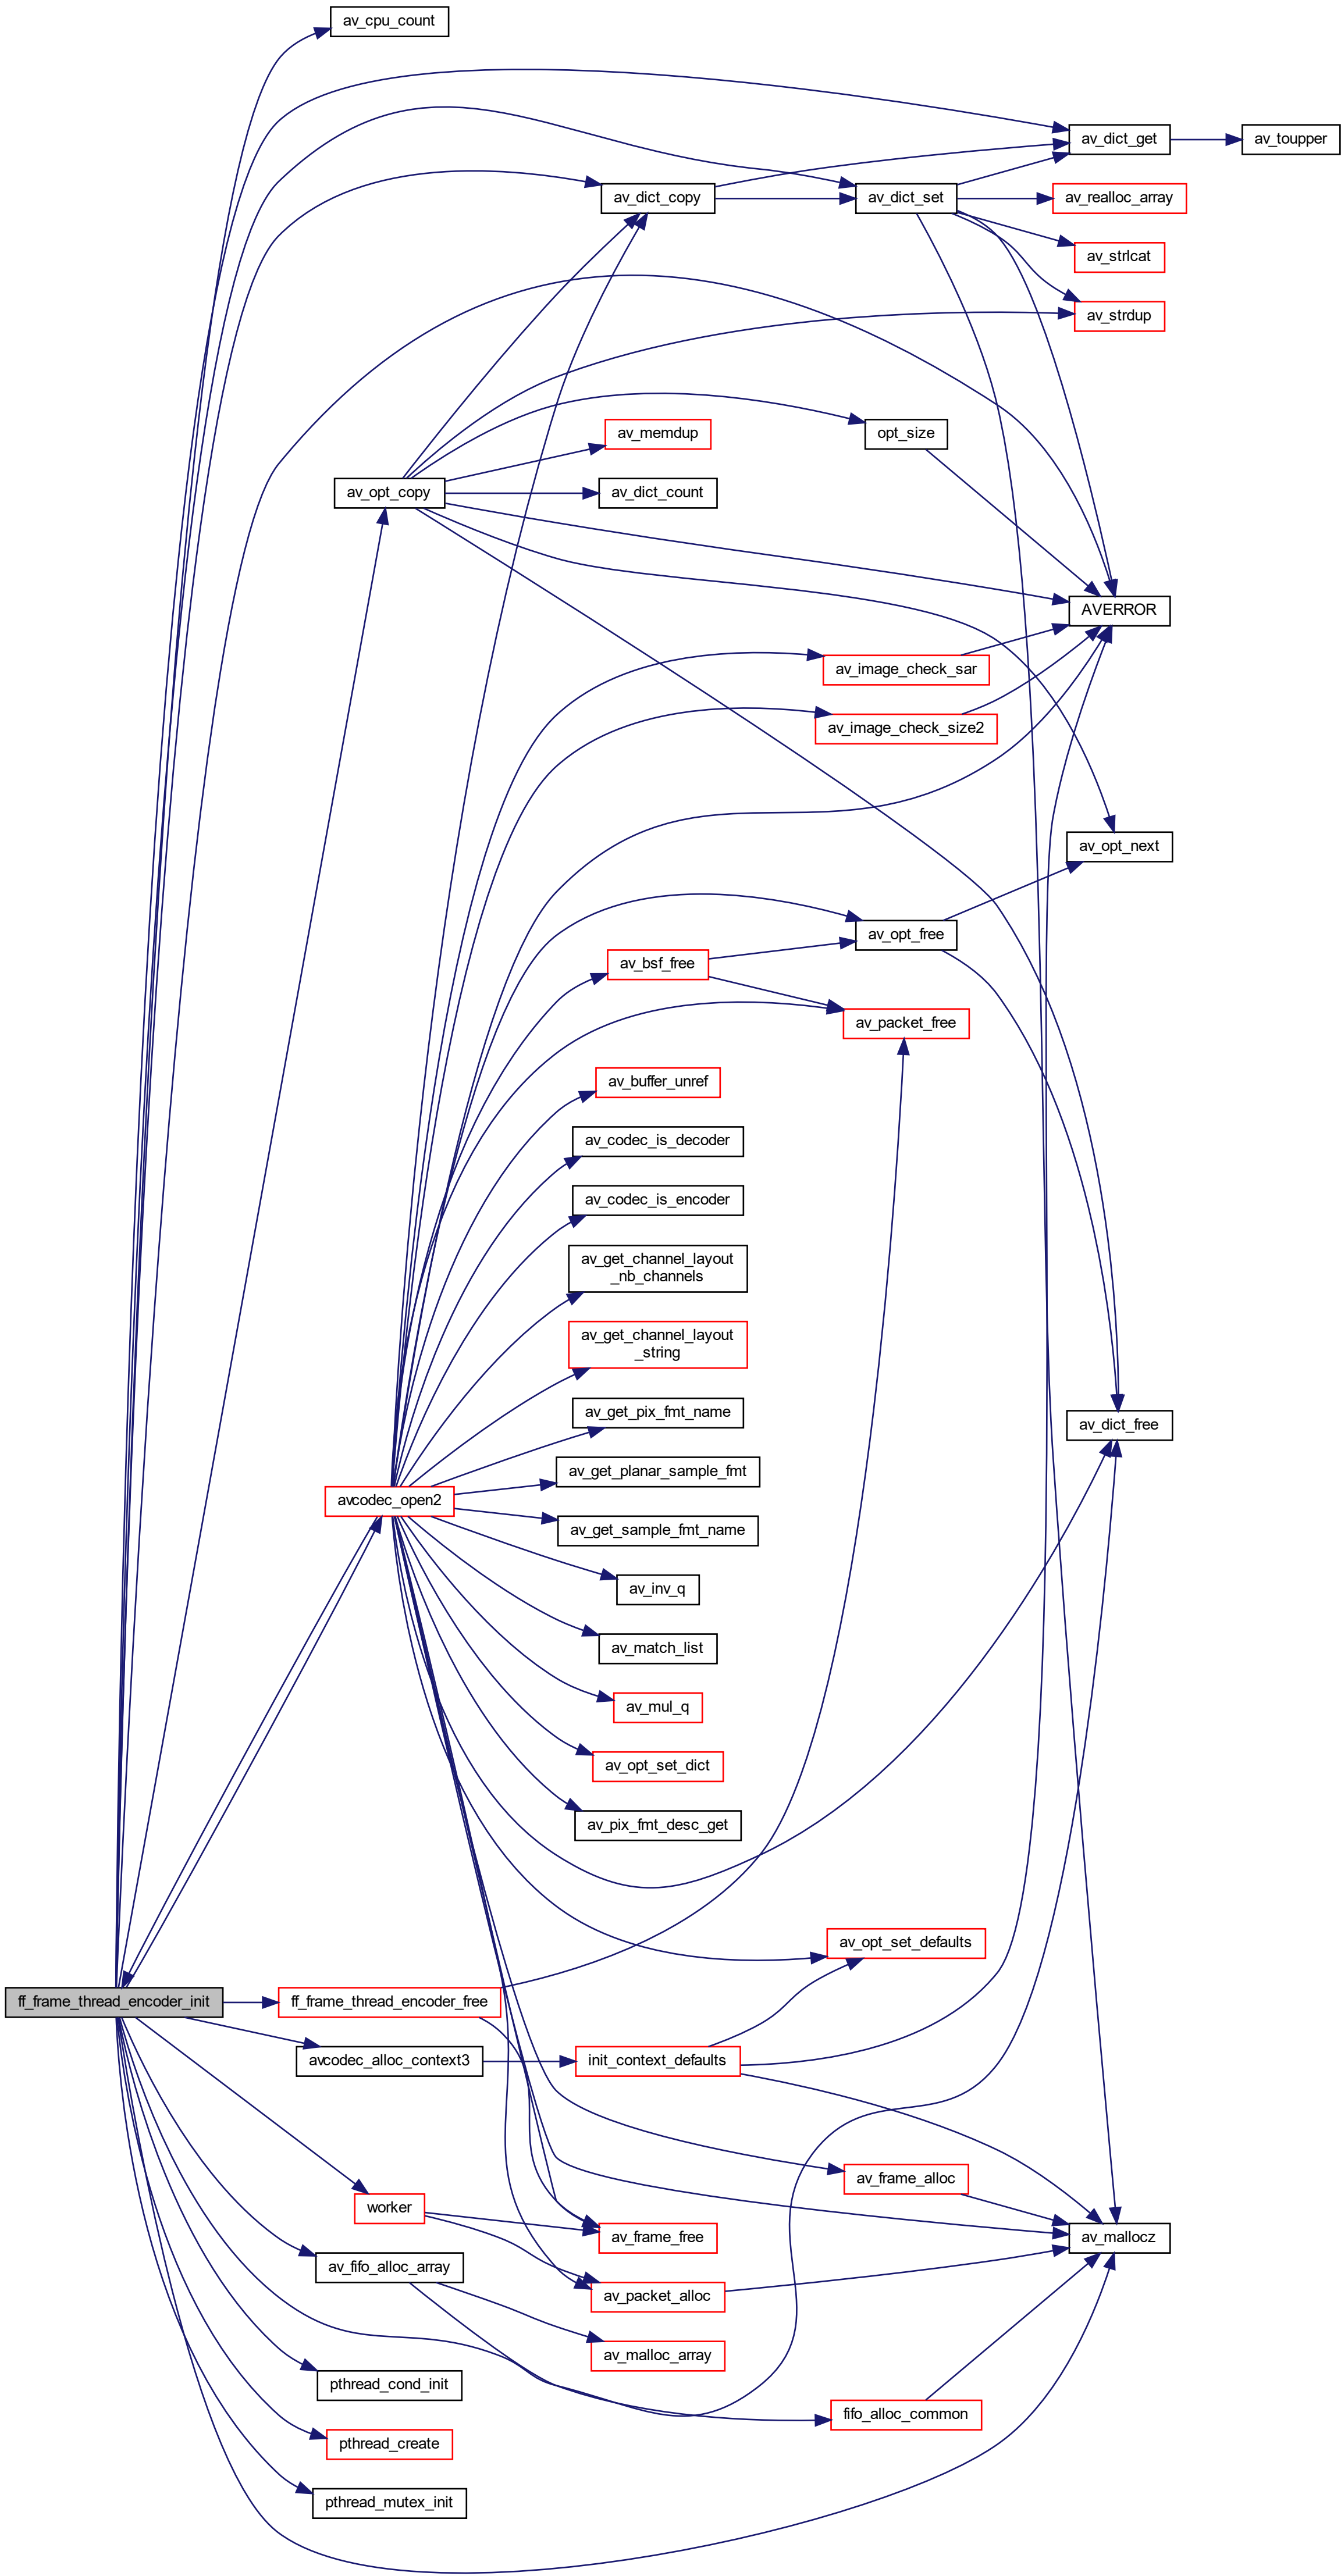 av_cpu_count
av_dict_get
av_toupper
av_dict_copy
av_dict_set
av_realloc_array
av_strlcat
av_strdup
av_memdup
opt_size
av_opt_copy
av_dict_count
AVERROR
av_image_check_sar
av_image_check_size2
av_opt_next
av_opt_free
av_bsf_free
av_packet_free
av_buffer_unref
av_codec_is_decoder
av_codec_is_encoder
av_get_channel_layout
_nb_channels
av_get_channel_layout
_string
av_get_pix_fmt_name
av_dict_free
av_get_planar_sample_fmt
avcodec_open2
av_get_sample_fmt_name
av_inv_q
av_match_list
av_mul_q
av_opt_set_dict
av_pix_fmt_desc_get
av_opt_set_defaults
ff_frame_thread_encoder_init
ff_frame_thread_encoder_free
avcodec_alloc_context3
init_context_defaults
av_frame_alloc
worker
av_frame_free
av_mallocz
av_fifo_alloc_array
av_packet_alloc
av_malloc_array
pthread_cond_init
fifo_alloc_common
pthread_create
pthread_mutex_init